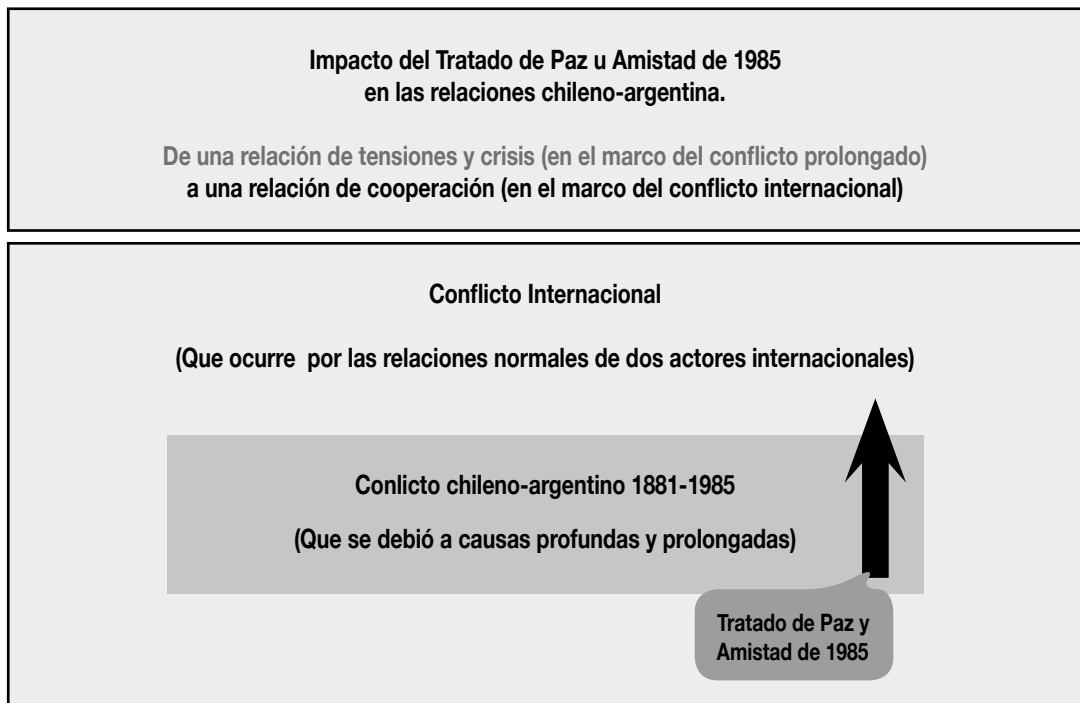 Impacto del Tratado de Paz u Amistad de 1985
en las relaciones chileno-argentina.
De una relación de tensiones y crisis (en el marco del conflicto prolongado)
a una relación de cooperación (en el marco del conflicto internacional)
Conflicto Internacional
(Que ocurre por las relaciones normales de dos actores internacionales)
Conlicto chileno-argentino 1881-1985
(Que se debió a causas profundas y prolongadas)
Tratado de Paz y
Amistad de 1985